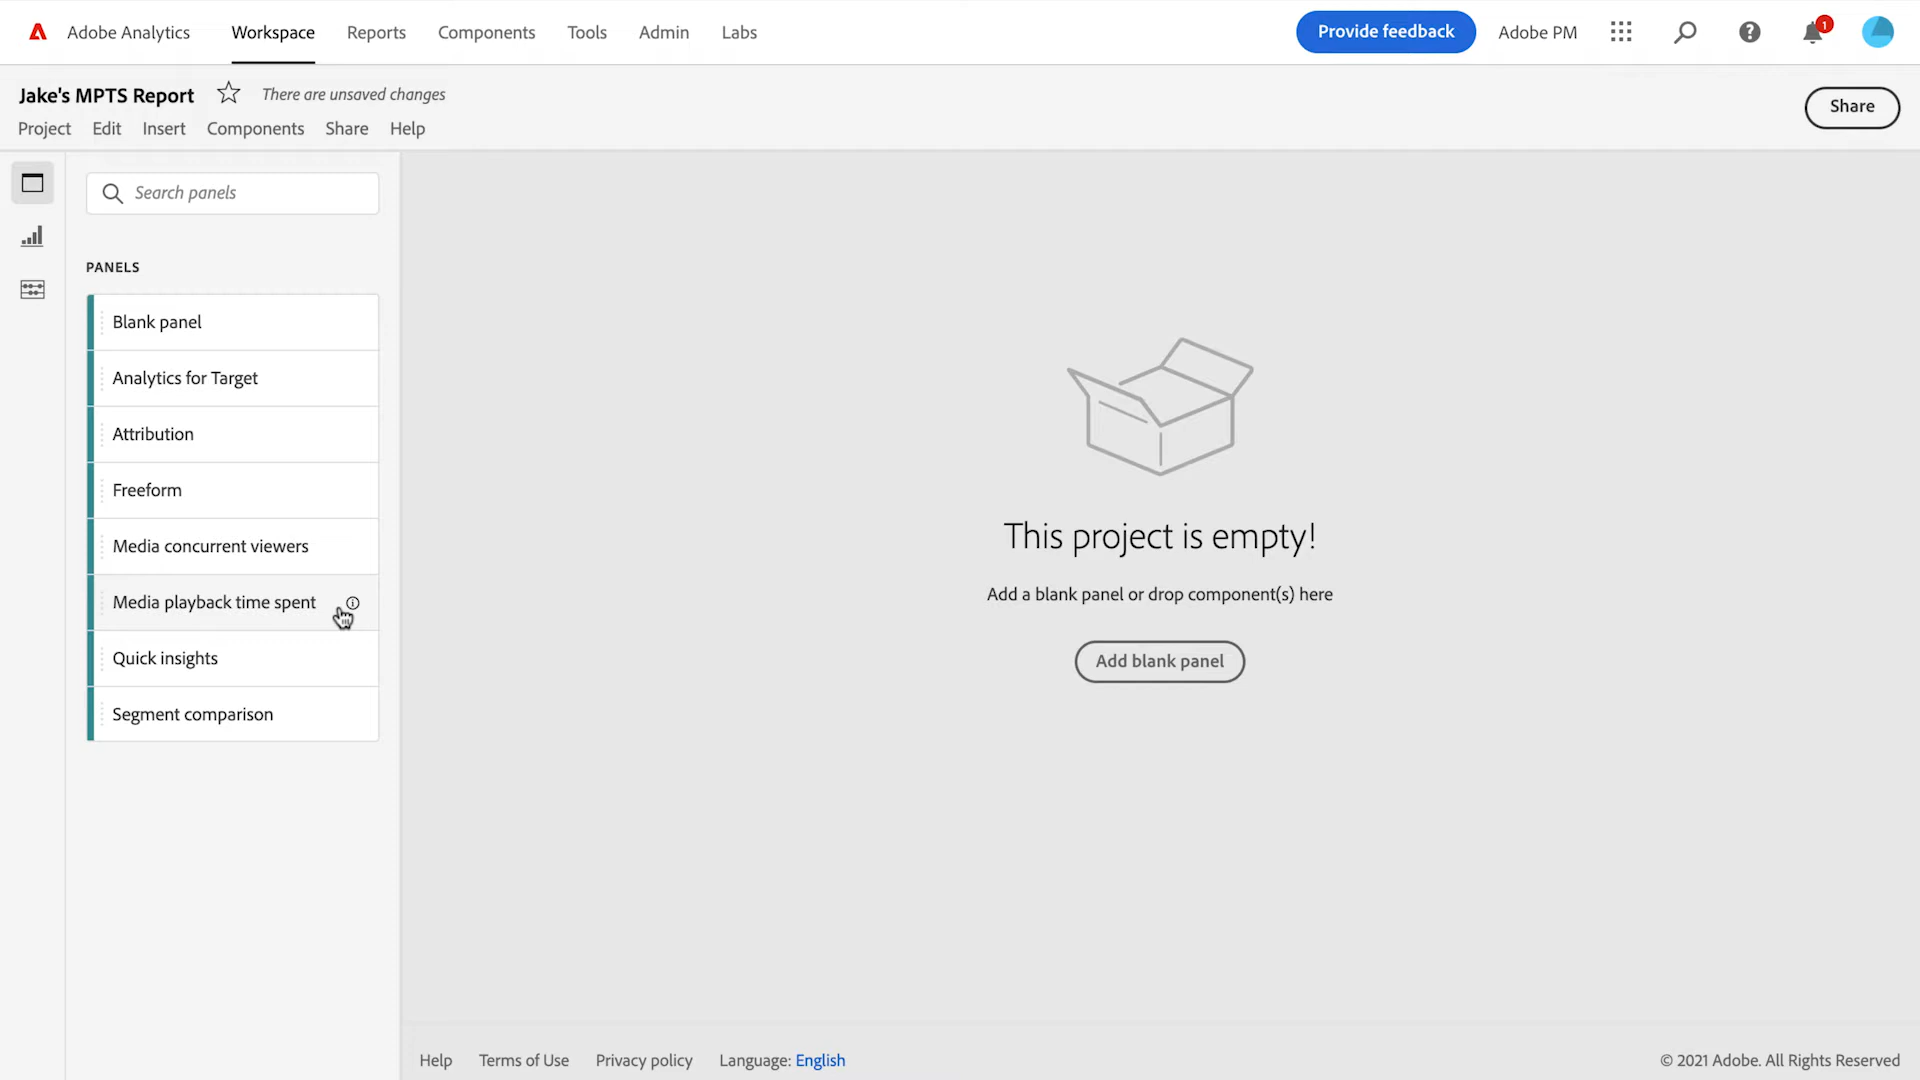 Adobe Analytics Workspace Reports Components Tools Admin Labs Provide feedback Adobe PM 1
Jake's MPTS Report There are unsaved changes
Share
Project Edit Insert Components Share Help
Search panels
PANELS
Blank panel
Analytics for Target
Attribution
Freeform
Media concurrent viewers
Media playback time spent
Quick insights
Segment comparison
This project is empty!
Add a blank panel or drop component(s) here
Add blank panel
Help Terms of Use Privacy policy Language: English © 2021 Adobe. All Rights Reserved